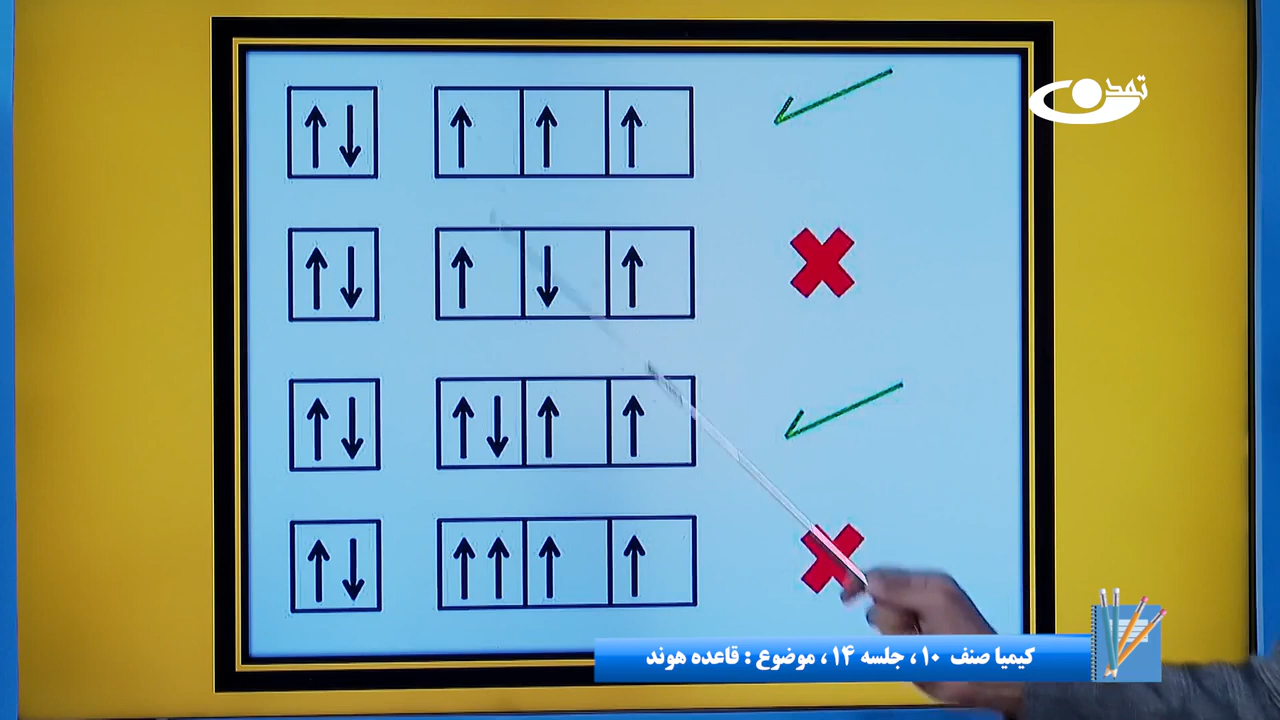 تمدن
کیمیا صنف ۱۰، جلسه ۱۴، موضوع : قاعده هوند